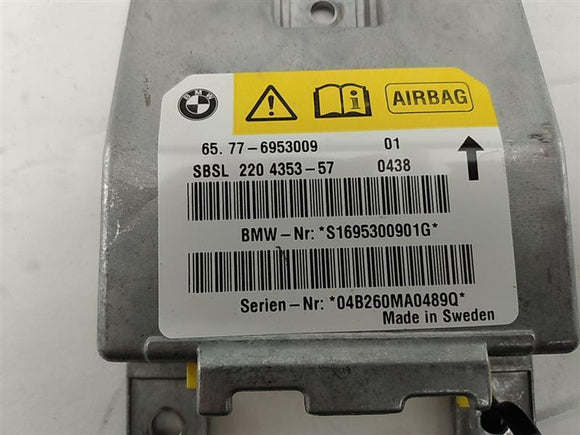 BMW
AIRBAG
65. 77-6953009 01
SBSL 220 4353-57 0438
BMW-Nr: *S1695300901G*
Serien-Nr: *04B260MA0489Q*
Made in Sweden